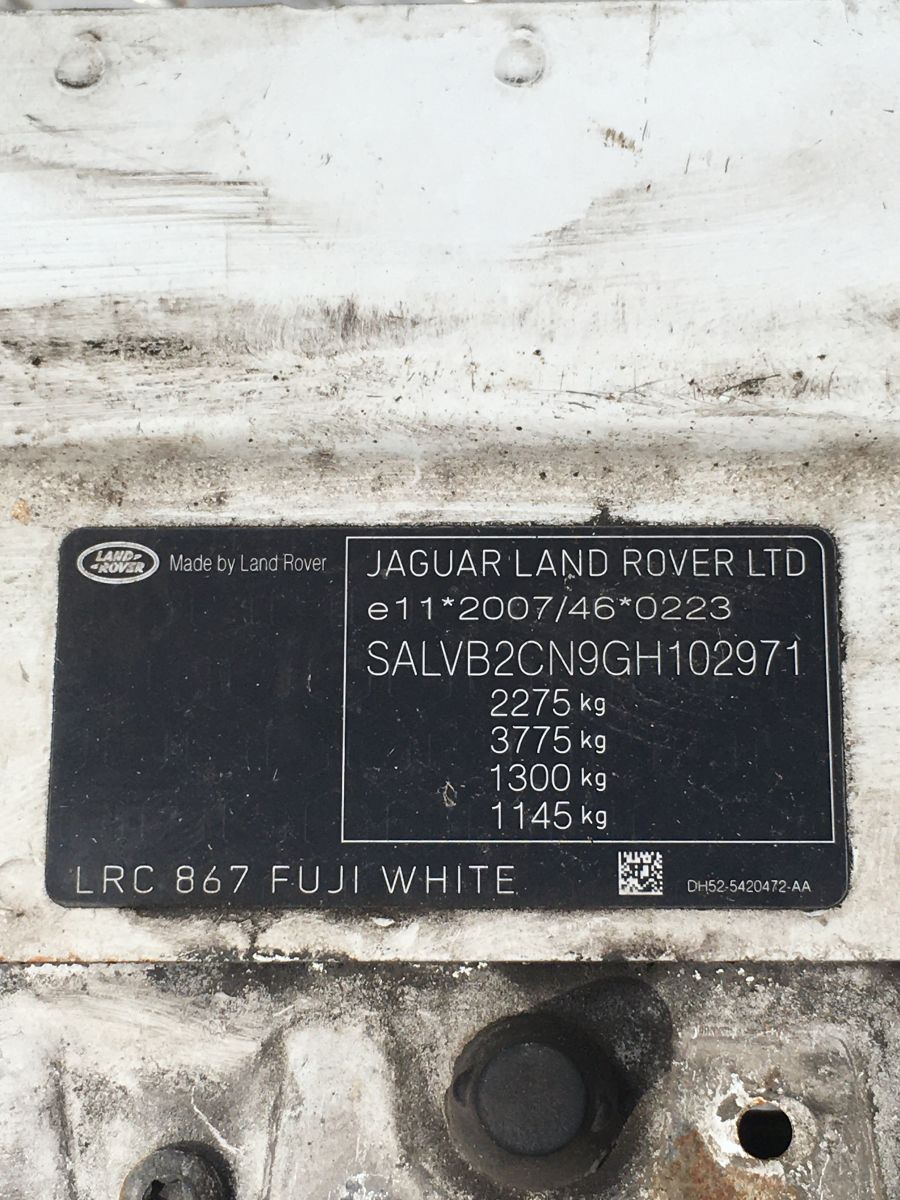 LAND ROVER
Made by Land Rover
JAGUAR LAND ROVER LTD
e11*2007/46*0223
SALVB2CN9GH102971
2275 kg
3775 kg
1300 kg
1145 kg
LRC 867 FUJI WHITE
DH52-5420472-AA